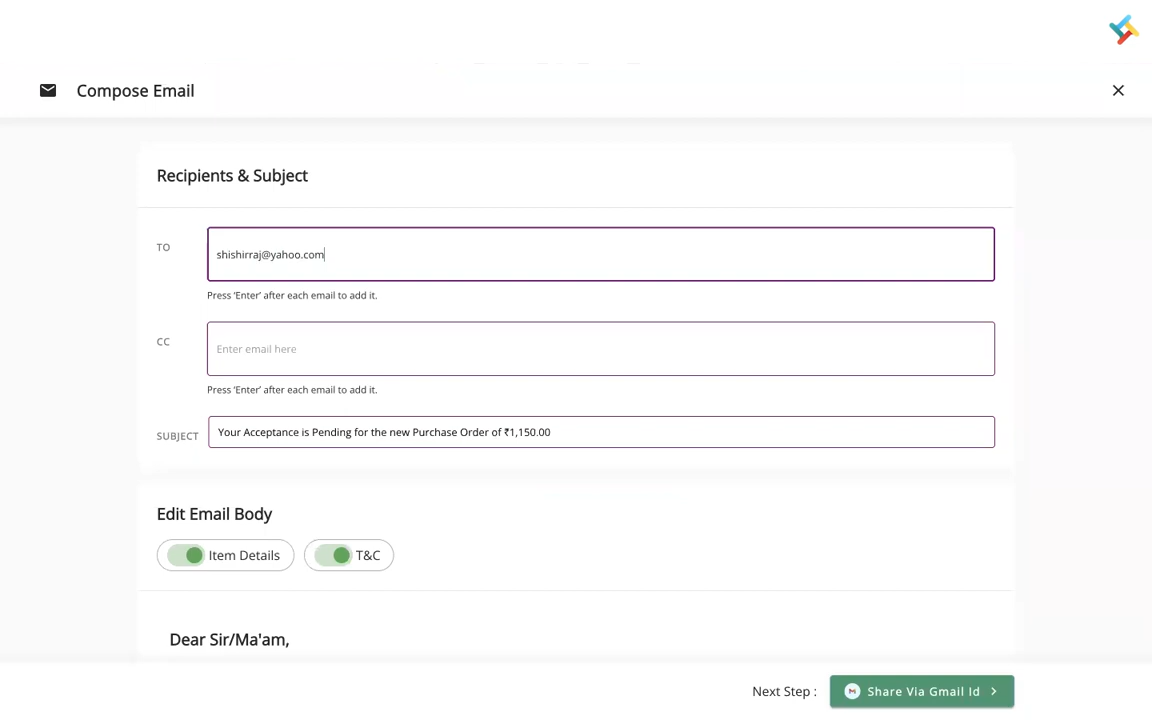 Compose Email
Recipients & Subject
TO
shishirraj@yahoo.com
Press ‘Enter’ after each email to add it.
CC
Enter email here
Press ‘Enter’ after each email to add it.
SUBJECT
Your Acceptance is Pending for the new Purchase Order of ₹1,150.00
Edit Email Body
Item Details
T&C
Dear Sir/Ma'am,
Next Step :
Share Via Gmail Id